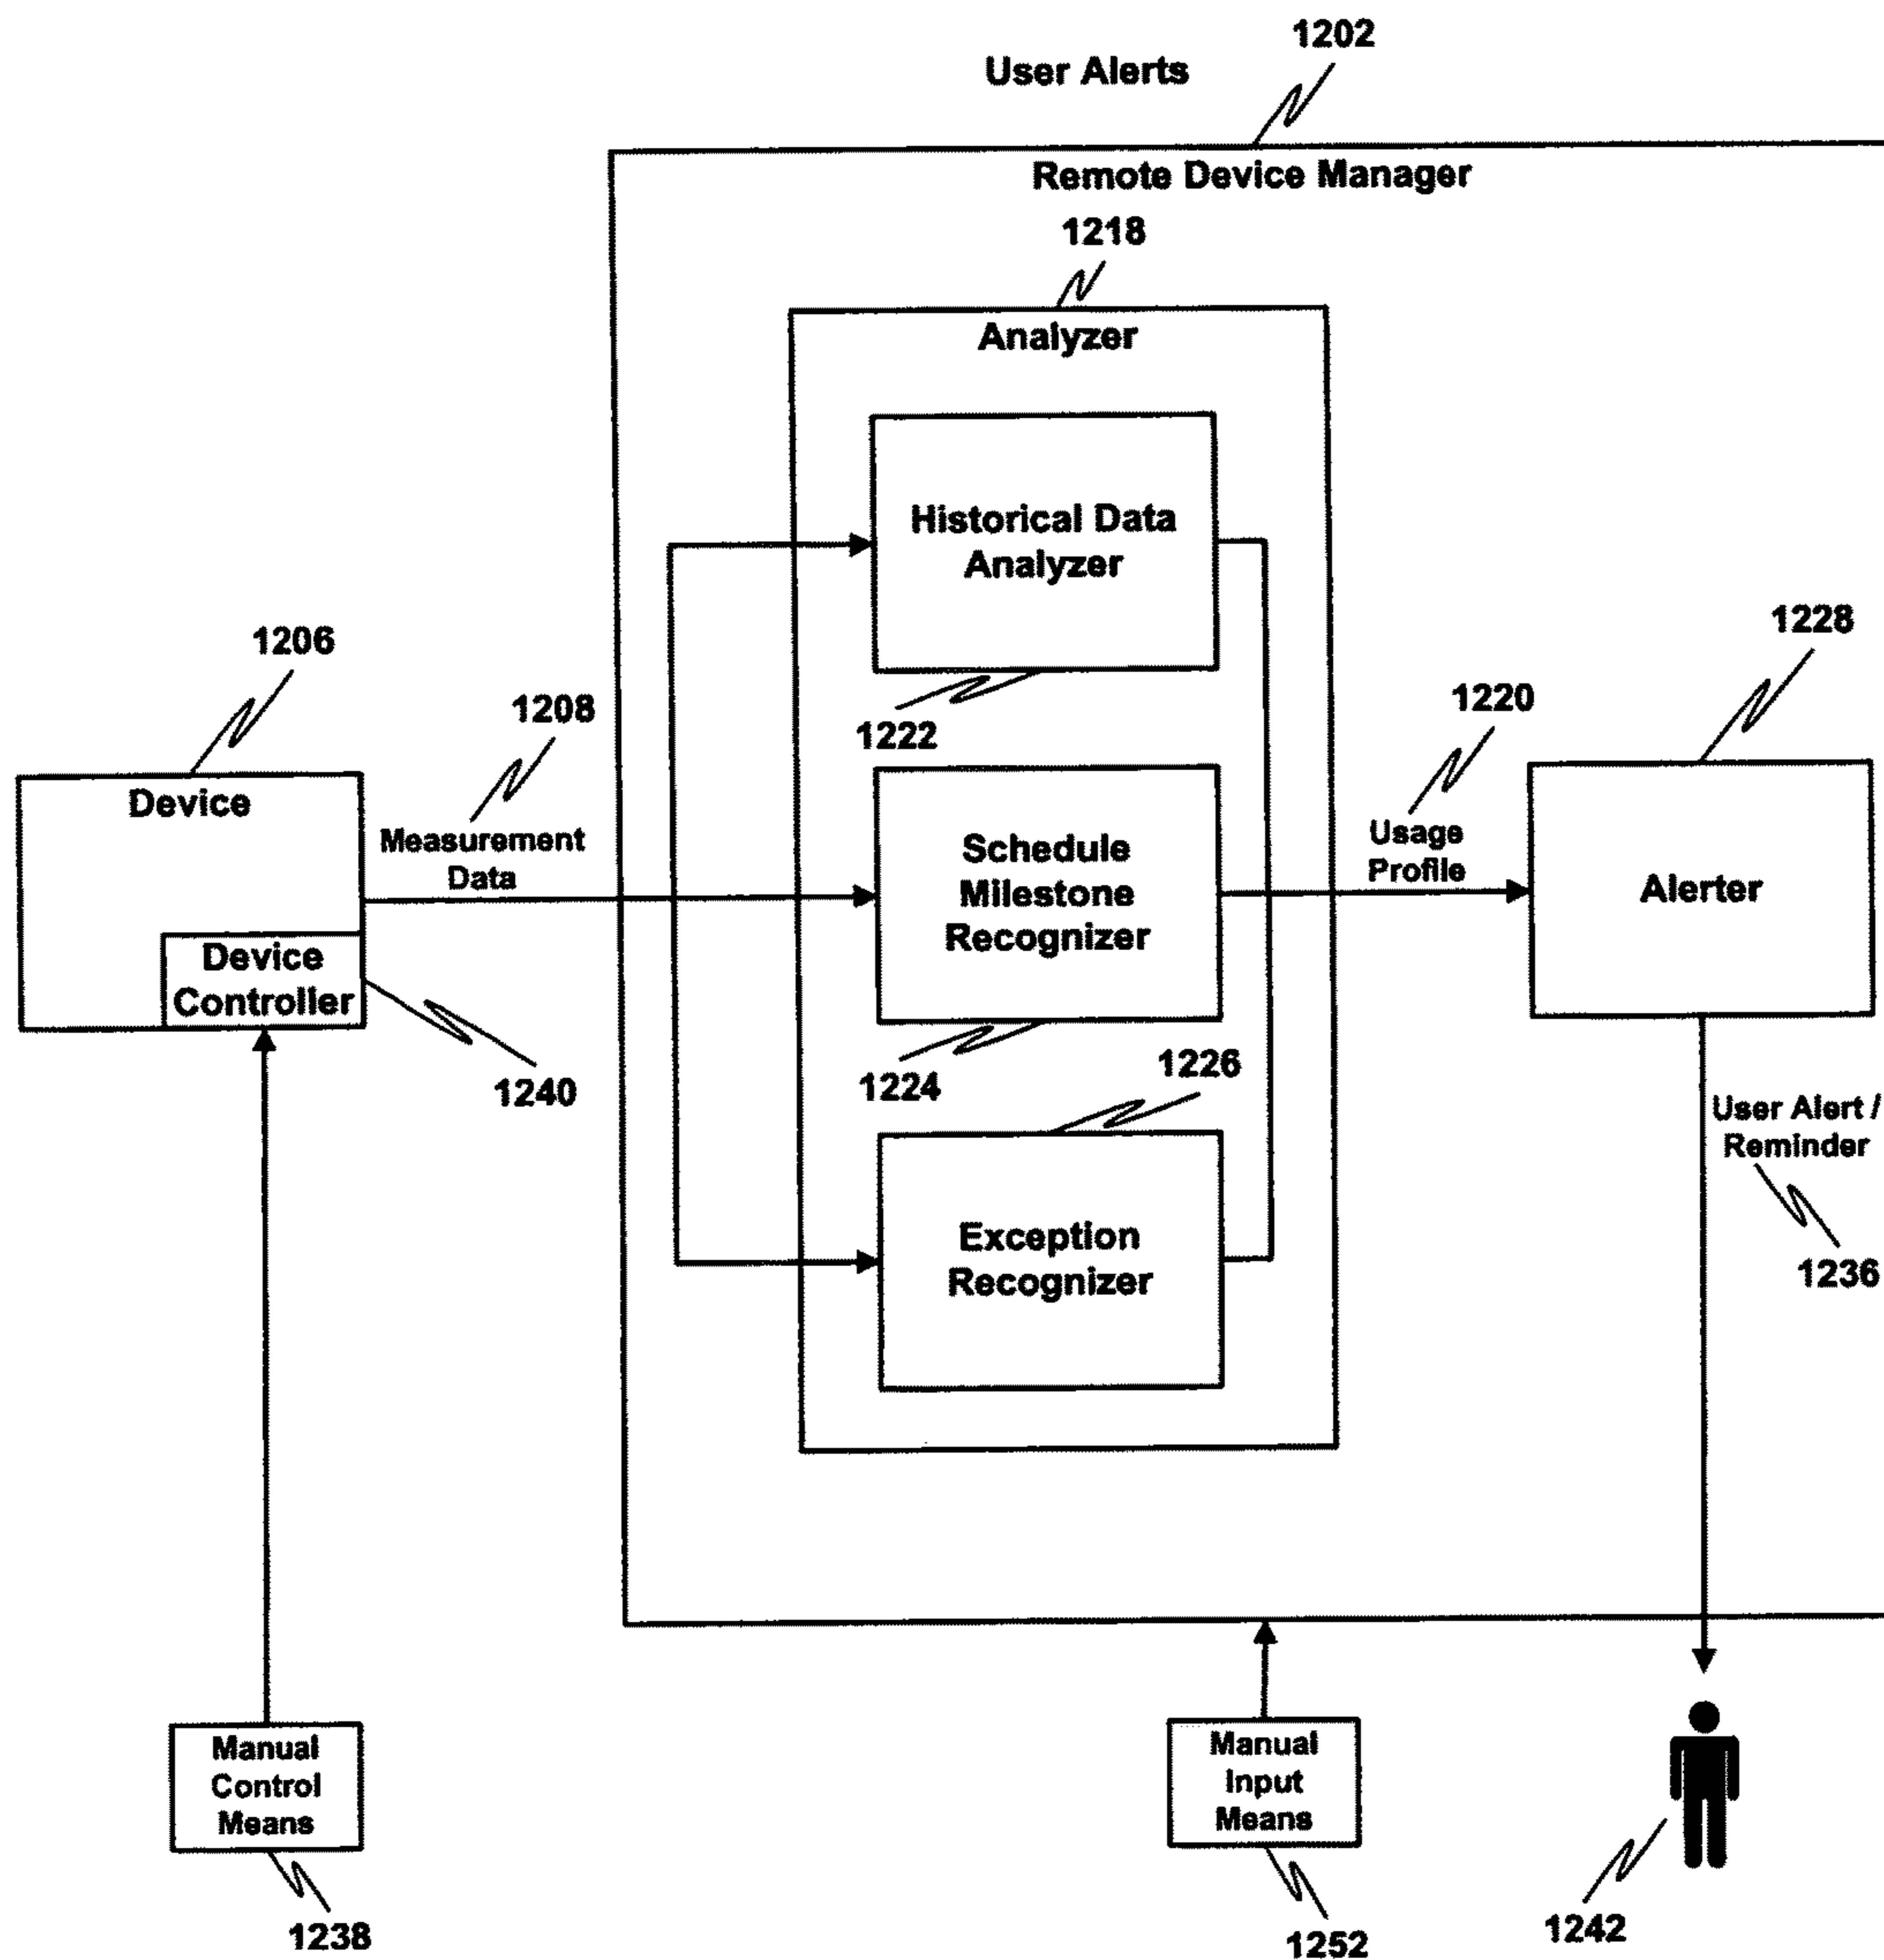 1202
User Alerts
Remote Device Manager
1218
Analyzer
Historical Data
Analyzer
1222
1206
Device
1208
Measurement
Data
Device
Controller
1240
Schedule
Milestone
Recognizer
1224
1226
Exception
Recognizer
1220
Usage
Profile
1228
Alerter
User Alert /
Reminder
1236
Manual
Control
Means
1238
Manual
Input
Means
1252
1242